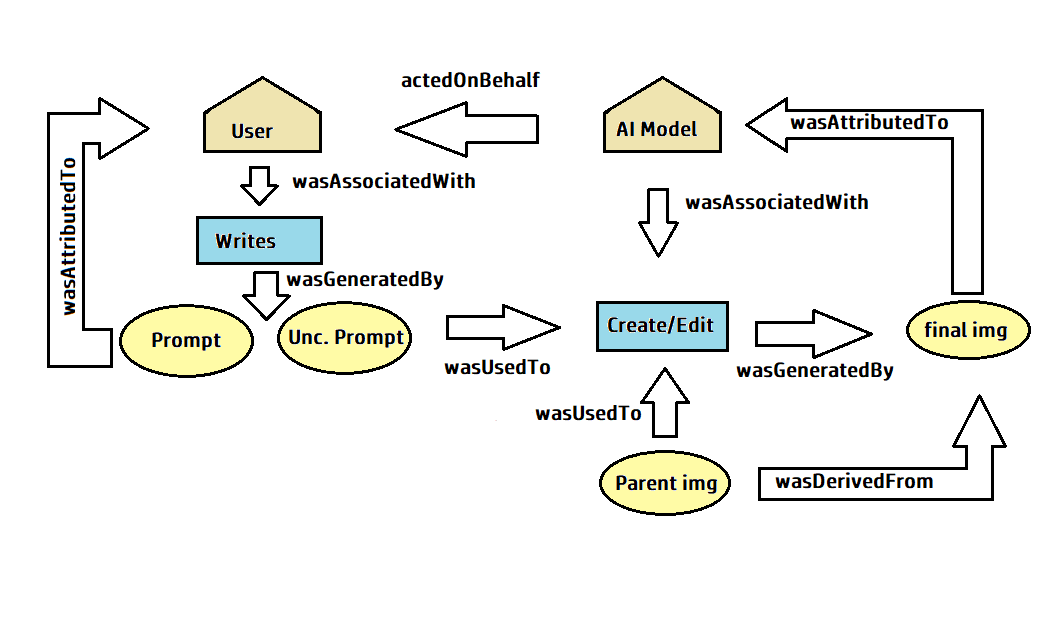 actedOnBehalf
User
AI Model
wasAttributedTo
wasAssociatedWith
wasAssociatedWith
wasAttributedTo
Writes
wasGeneratedBy
Prompt
Unc. Prompt
Create/Edit
final img
wasUsedTo
wasGeneratedBy
wasUsedTo
Parent img
wasDerivedFrom